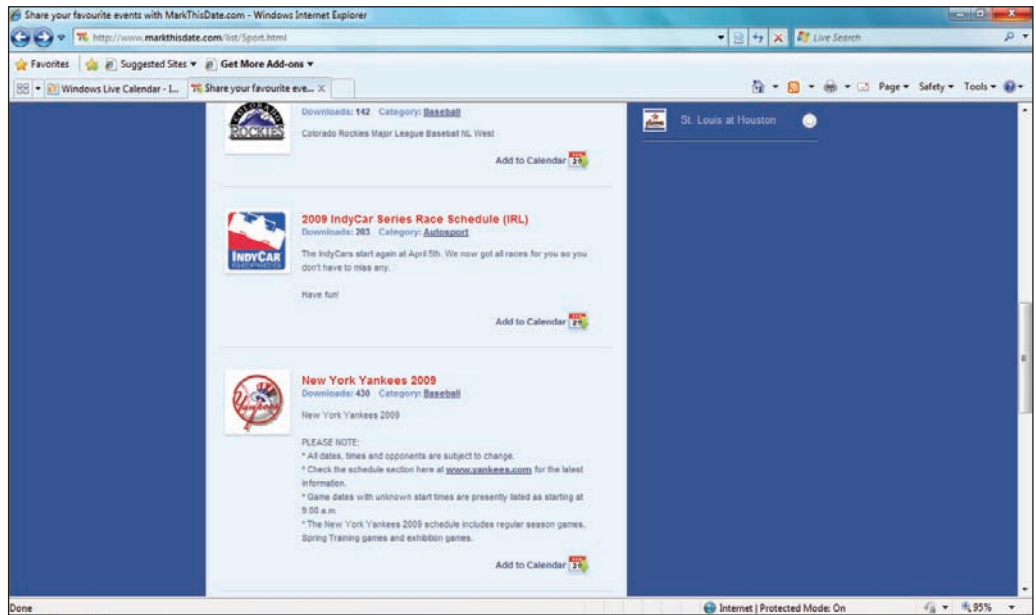 Share your favourite events with MarkThisDate.com - Windows Internet Explorer
http://www.markthisdate.com/list/Sport.html
Live Search
Favorites
Suggested Sites
Get More Add-ons
Windows Live Calendar - I...
Share your favourite eve...
Page
Safety
Tools
COLORADO
ROCKIES
Downloads: 142 Category: Baseball
Colorado Rockies Major League Baseball NL West
Add to Calendar
St. Louis at Houston
INDYCAR
SERIES
2009 IndyCar Series Race Schedule (IRL)
Downloads: 203 Category: Autosport
The IndyCars start again at April 5th. We now got all races for you so you
don't have to miss any.
Have fun!
Add to Calendar
Yankees
New York Yankees 2009
Downloads: 430 Category: Baseball
New York Yankees 2009
PLEASE NOTE:
* All dates, times and opponents are subject to change.
* Check the schedule section here at www.yankees.com for the latest
information.
* Game dates with unknown start times are presently listed as starting at
9:00 a.m
* The New York Yankees 2009 schedule includes regular season games,
Spring Training games and exhibition games.
Add to Calendar
Done
Internet | Protected Mode: On
95%